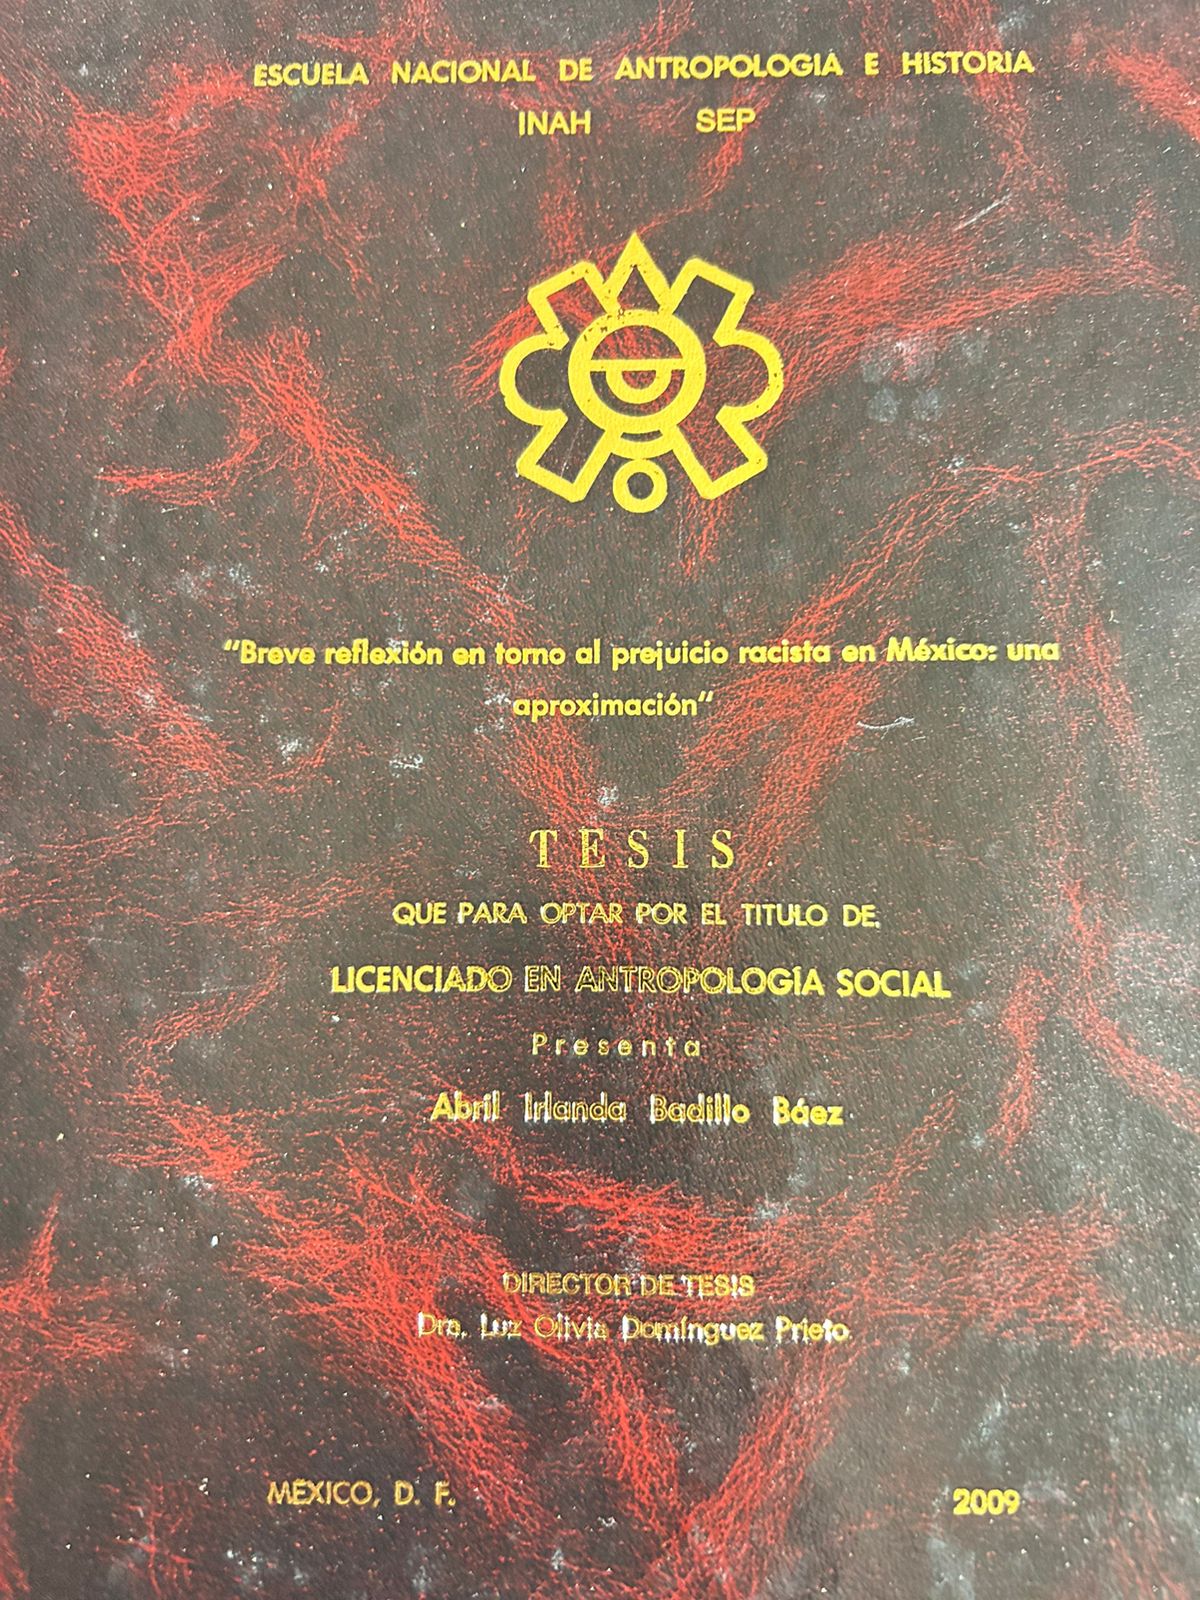 ESCUELA NACIONAL DE ANTROPOLOGIA E HISTORIA
INAH SEP
"Breve reflexión en torno al prejuicio racista en México: una
aproximación"
TESIS
QUE PARA OPTAR POR EL TITULO DE.
LICENCIADO EN ANTROPOLOGÍA SOCIAL
Presenta
Abril Irlanda Badillo Báez
DIRECTOR DE TESIS
Dra. Luz Olivia Domínguez Prieto
MÉXICO, D. F. 2009